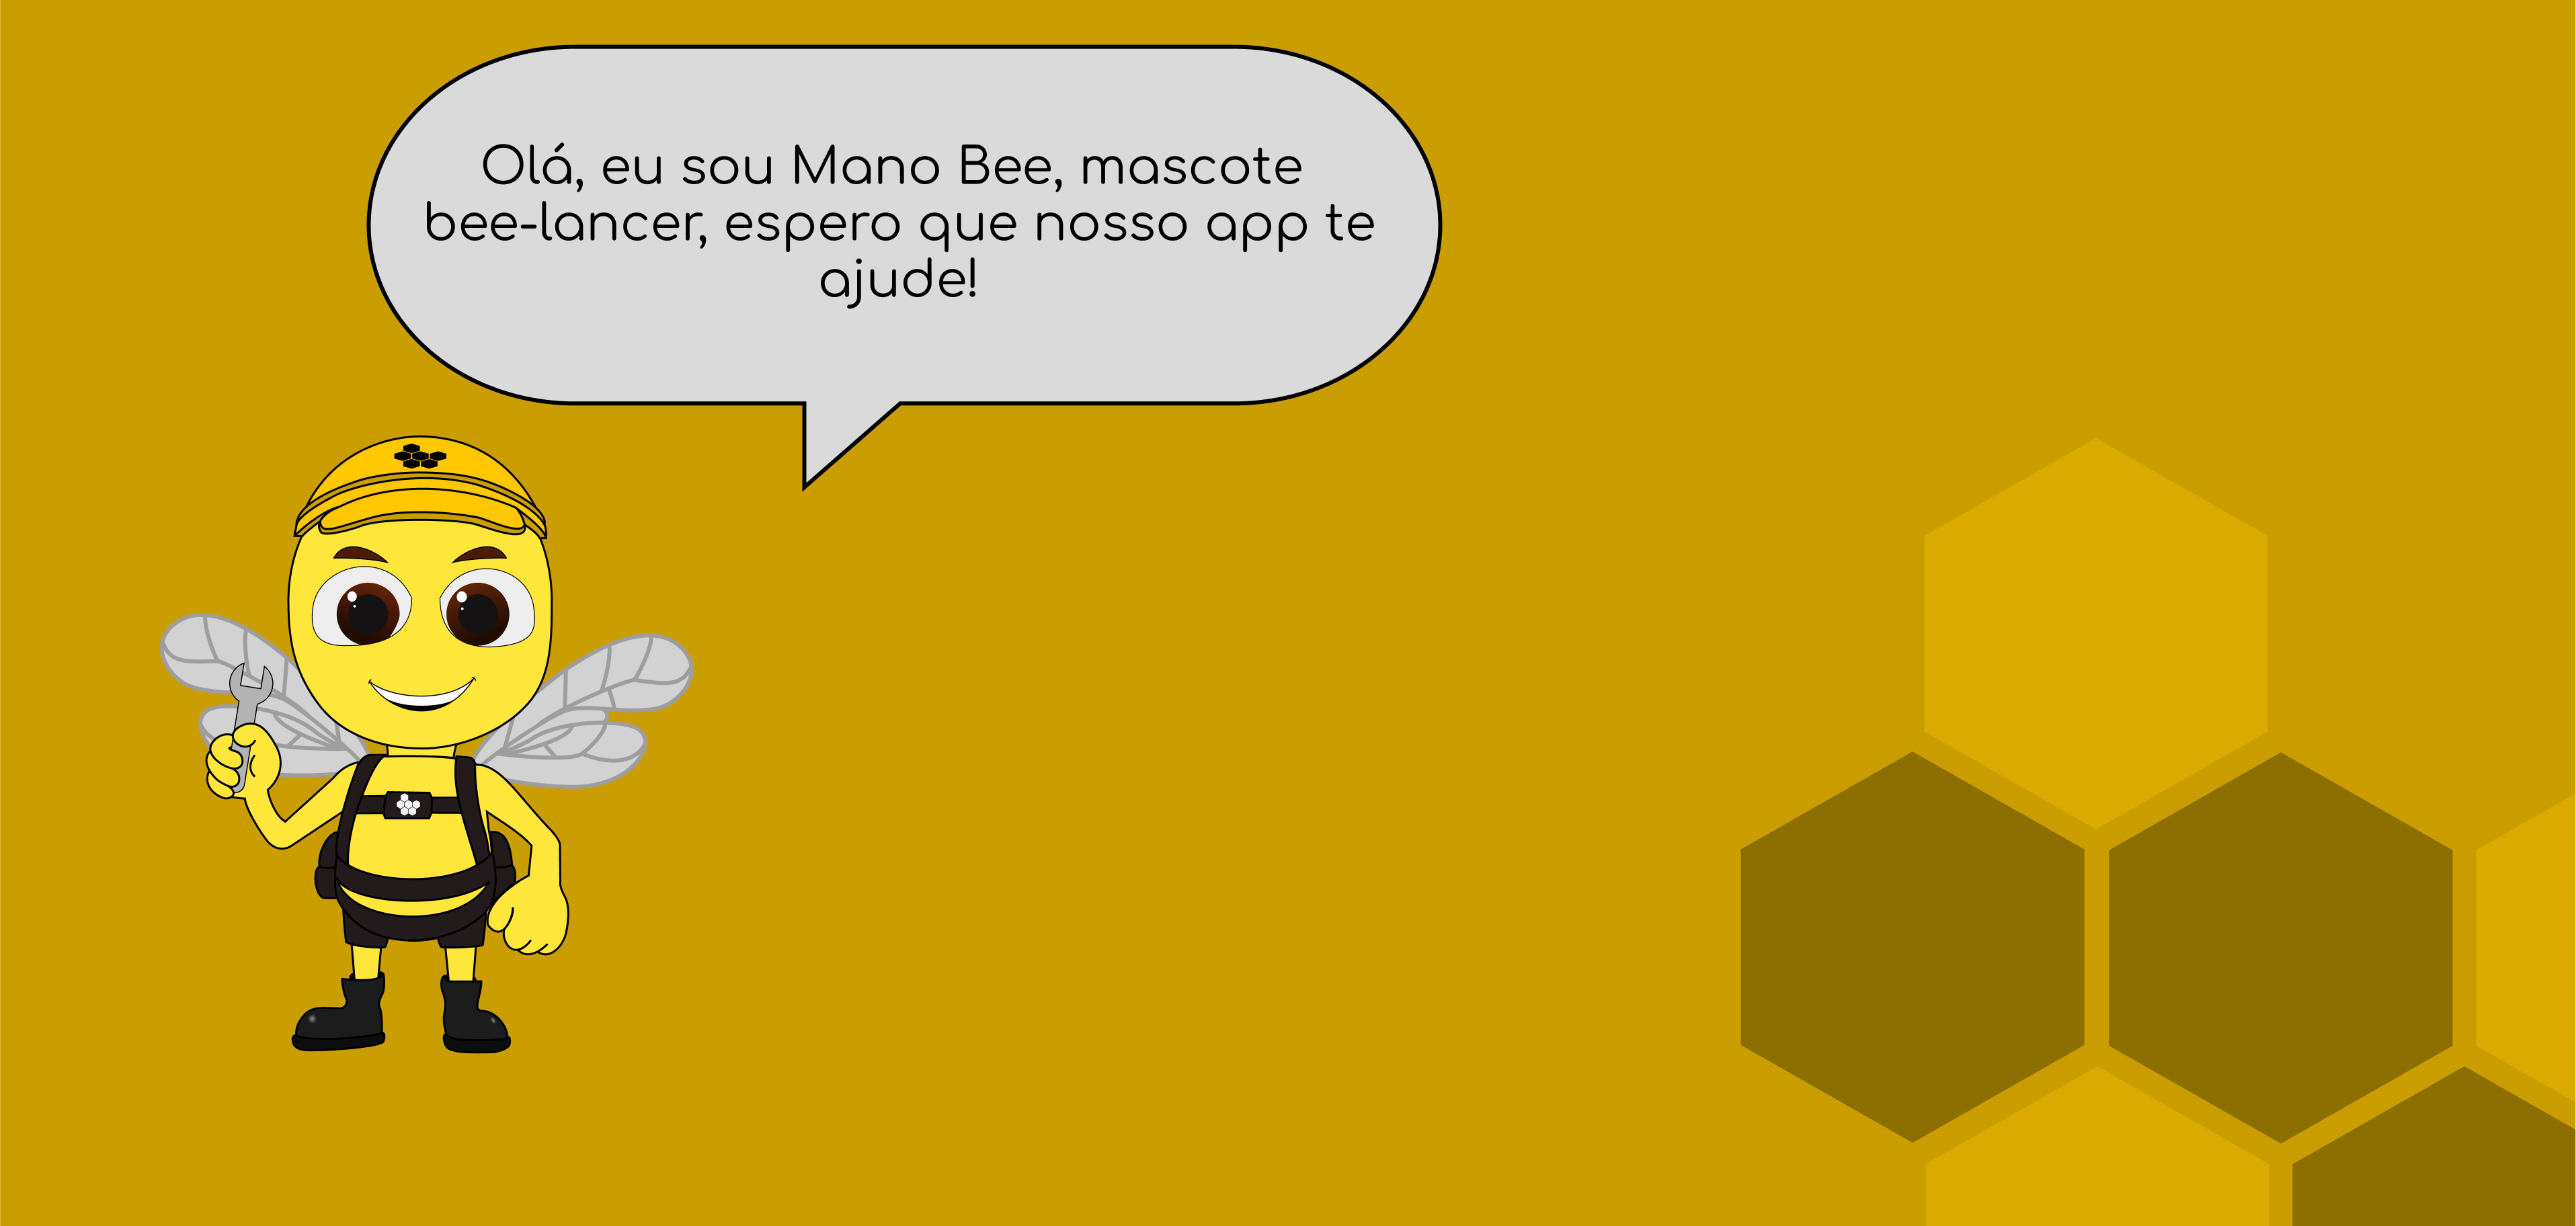 Olá, eu sou Mano Bee, mascote
bee-lancer, espero que nosso app te
ajude!